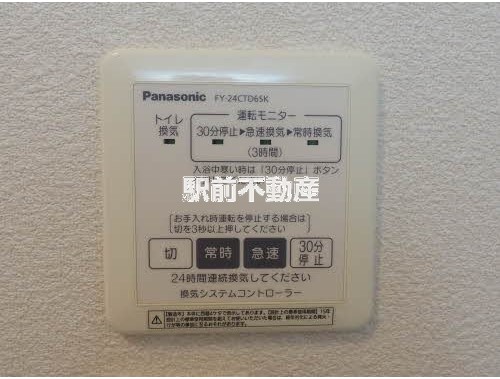 Panasonic FY-24CTD6SK
トイレ換気
運転モニター
30分停止▶急速換気▶常時換気
(3時間)
入浴中寒い時は「30分停止」ボタン
駅前不動産
お手入れ時運転を停止する場合は
切を3秒以上押してください
切 常時 急速 30分停止
24時間連続換気してください
換気システムコントローラー